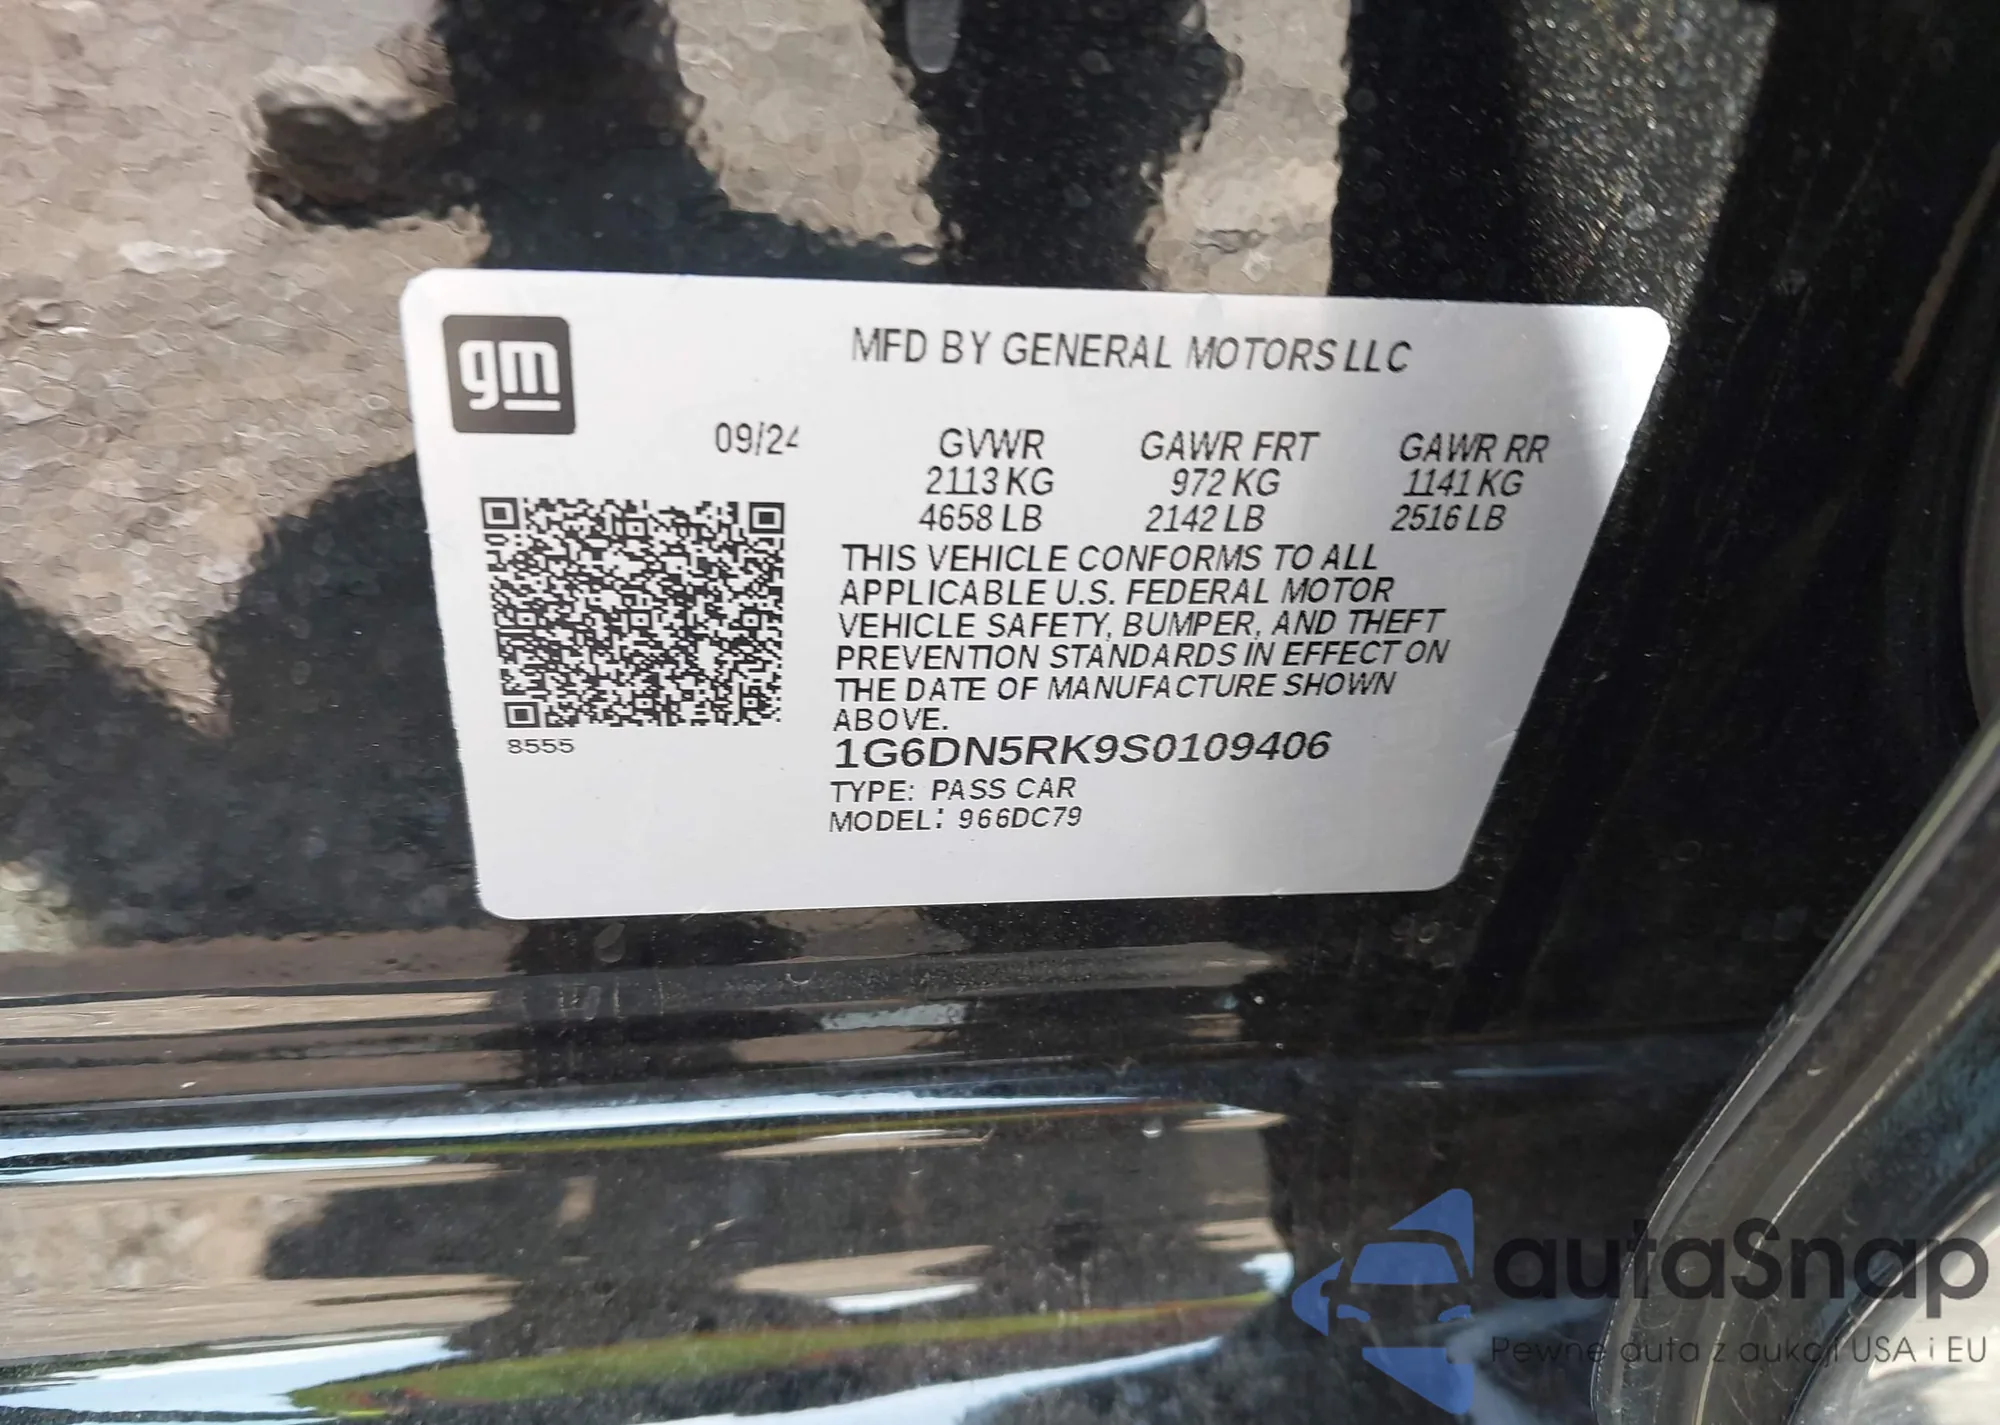 gm
MFD BY GENERAL MOTORS LLC
09/24
GVWR GAWR FRT GAWR RR
2113 KG 972 KG 1141 KG
4658 LB 2142 LB 2516 LB
THIS VEHICLE CONFORMS TO ALL
APPLICABLE U.S. FEDERAL MOTOR
VEHICLE SAFETY, BUMPER, AND THEFT
PREVENTION STANDARDS IN EFFECT ON
THE DATE OF MANUFACTURE SHOWN
ABOVE.
8555
1G6DN5RK9S0109406
TYPE: PASS CAR
MODEL: 966DC79
autaSnap
Pewne auta z aukcji USA i EU